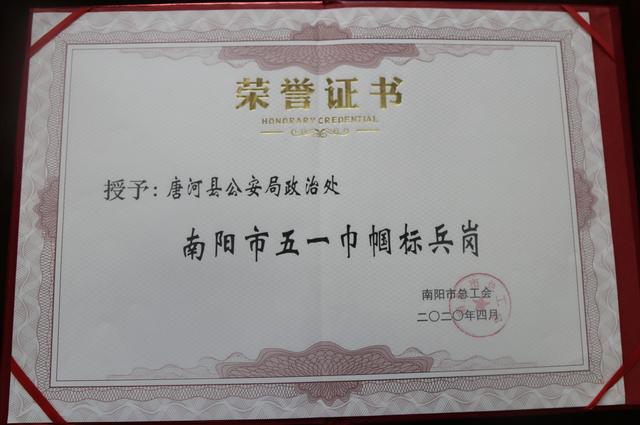 荣誉证书
HONORARY CREDENTIAL
授予：唐河县公安局政治处
南阳市五一巾帼标兵岗
南阳市总工会
二〇二〇年四月